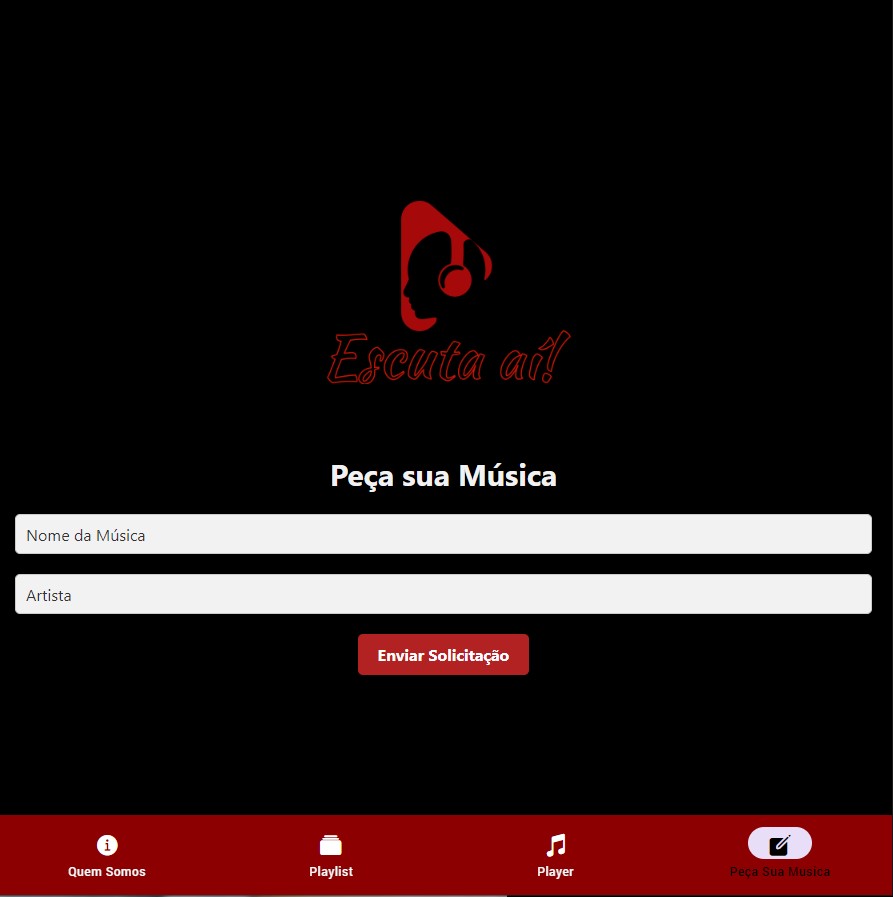 Escuta aí!
Peça sua Música
Nome da Música
Artista
Enviar Solicitação
Quem Somos
Playlist
Player
Peça Sua Musica